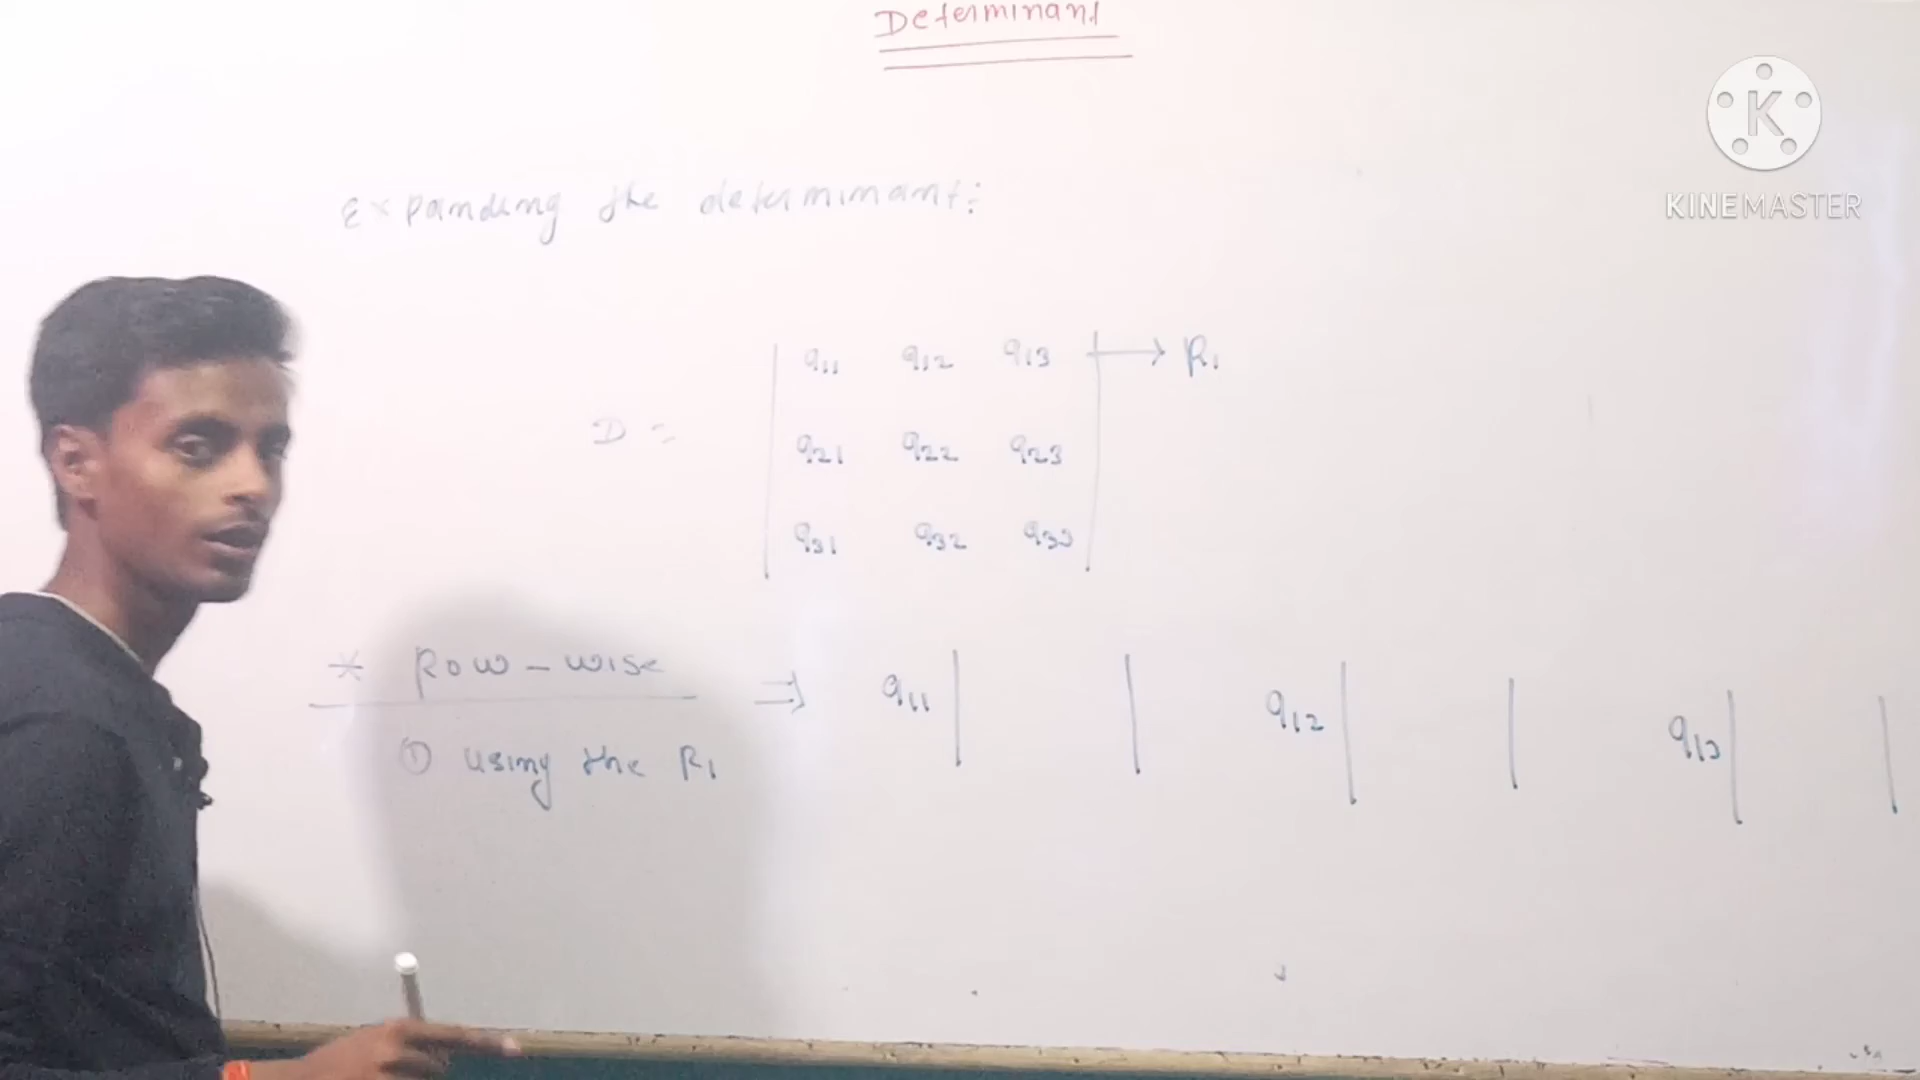 Determinant
KINEMASTER
Expanding the determinant:
a11 a12 a13 → R1
D =
a21 a22 a23
a31 a32 a33
* Row-wise ⇒ a11 | | a12 | | a13 | |
① using the R1